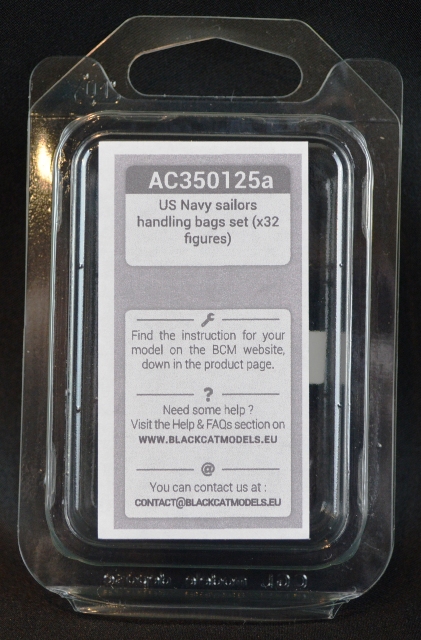 AC350125a
US Navy sailors
handling bags set (x32
figures)
Find the instruction for your
model on the BCM website,
down in the product page.
?
Need some help ?
Visit the Help & FAQs section on
WWW.BLACKCATMODELS.EU
@
You can contact us at :
CONTACT@BLACKCATMODELS.EU